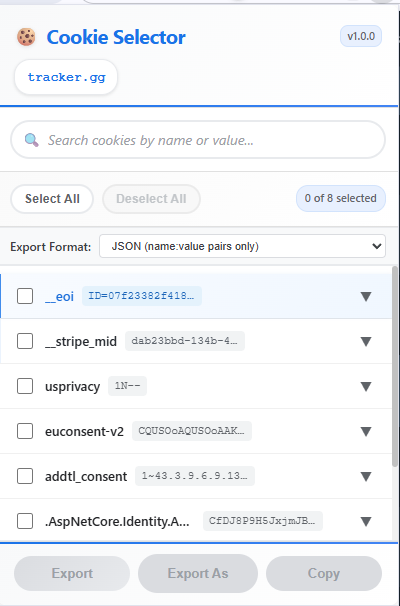 Cookie Selector
v1.0.0
tracker.gg
Search cookies by name or value...
Select All Deselect All 0 of 8 selected
Export Format: JSON (name:value pairs only)
__eoi ID=07f23382f418…
__stripe_mid dab23bbd-134b-4…
usprivacy 1N--
euconsent-v2 CQUSOoAQUSOoAAK…
addtl_consent 1~43.3.9.6.9.13…
.AspNetCore.Identity.A... CfDJ8P9H5JxjmJB…
Export Export As Copy